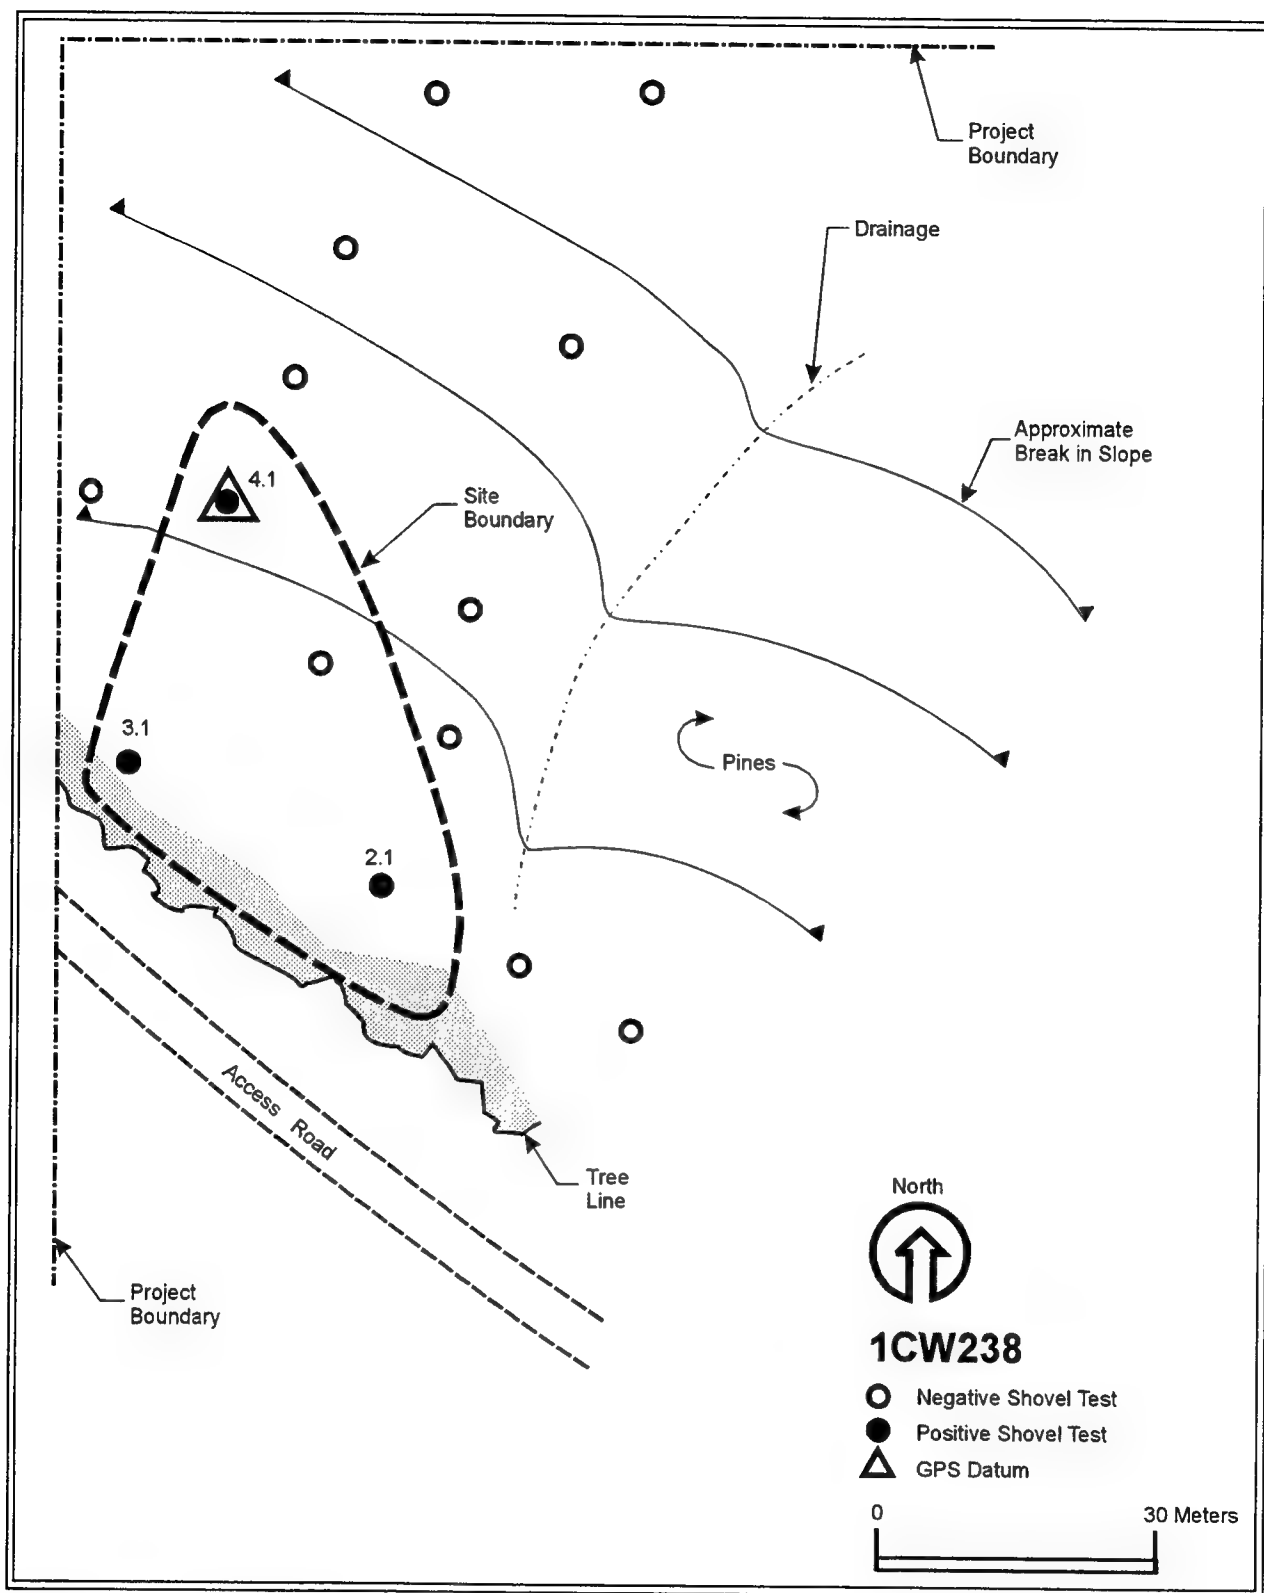 Project
Boundary
Drainage
Approximate
Break in Slope
4.1
Site
Boundary
3.1
Pines
2.1
Access Road
Tree
Line
North
Project
Boundary
1CW238
Negative Shovel Test
Positive Shovel Test
GPS Datum
0
30 Meters